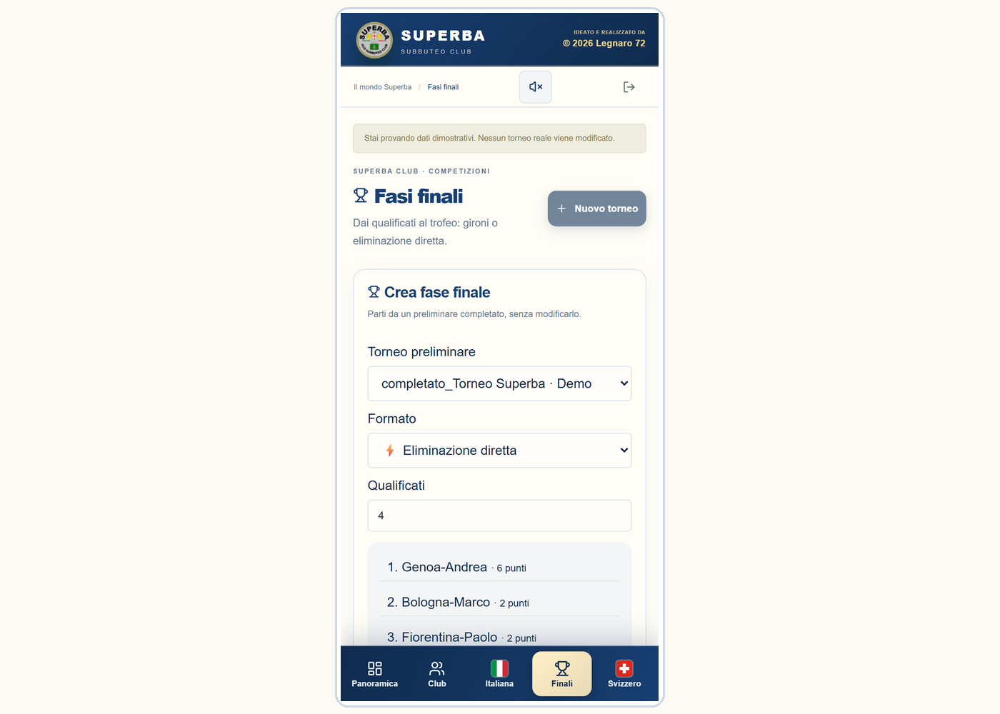 SUPERBA
OLD SUBBUTEO CLUB
SUPERBA
SUBBUTEO CLUB
IDEATO E REALIZZATO DA
© 2026 Legnaro 72
Il mondo Superba / Fasi finali
Stai provando dati dimostrativi. Nessun torneo reale viene modificato.
SUPERBA CLUB · COMPETIZIONI
Fasi finali
Nuovo torneo
Dai qualificati al trofeo: gironi o
eliminazione diretta.
Crea fase finale
Parti da un preliminare completato, senza modificarlo.
Torneo preliminare
completato_Torneo Superba · Demo
Formato
Eliminazione diretta
Qualificati
4
1. Genoa-Andrea · 6 punti
2. Bologna-Marco · 2 punti
3. Fiorentina-Paolo · 2 punti
Panoramica
Club
Italiana
Finali
Svizzero